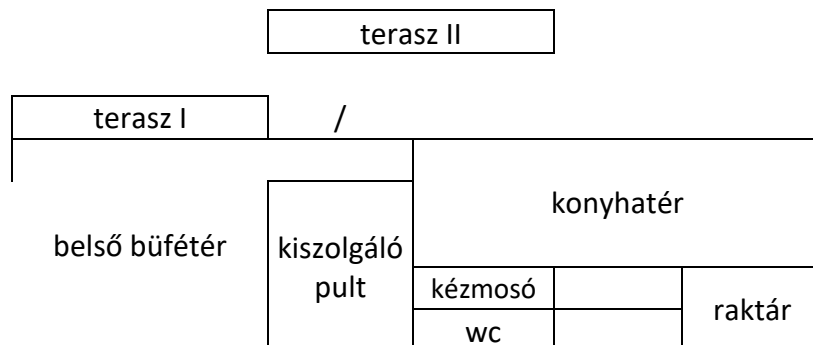 terasz II
terasz I
/
konyhatér
belső büfétér
kiszolgáló
pult
kézmosó
raktár
wc